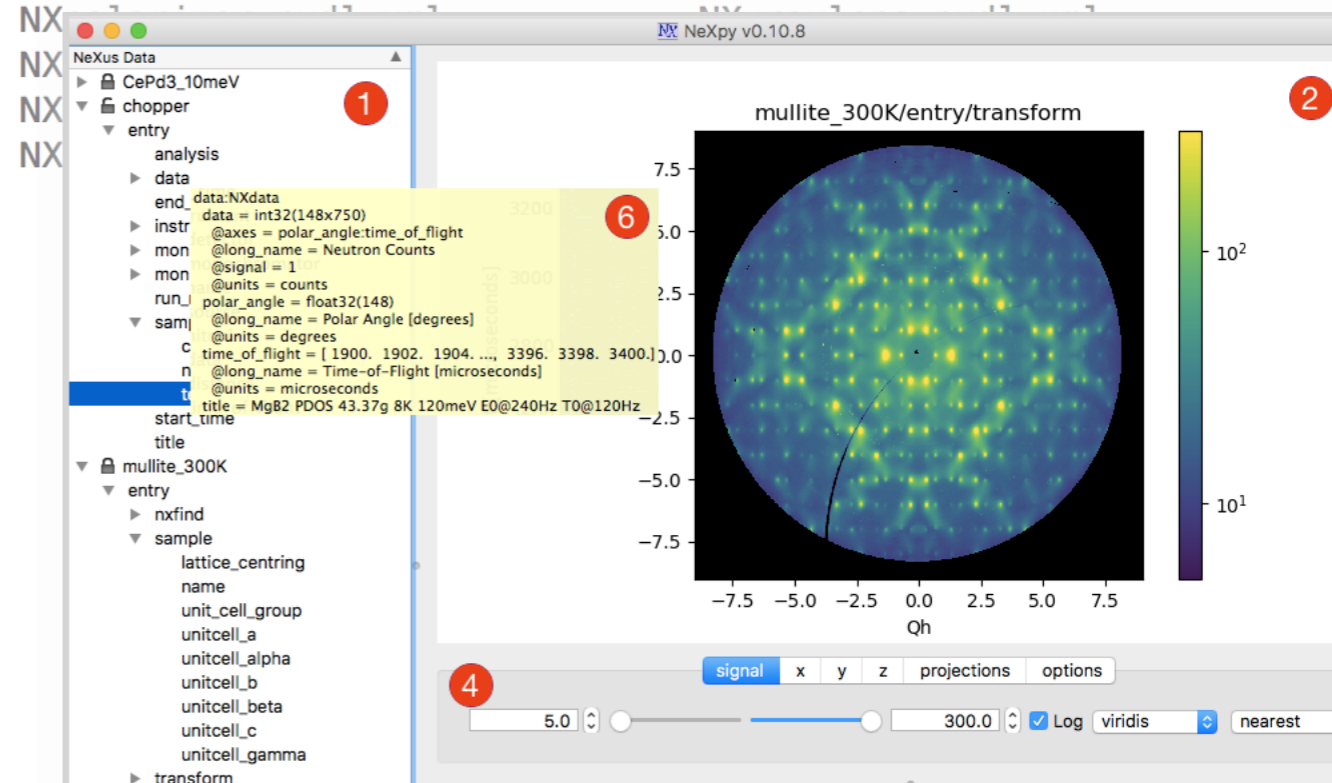 NX
NX
NX
NX
NeXpy v0.10.8
NeXus Data
CePd3_10meV
chopper
entry
analysis
data
end_
instr
mon
mon
run_
samp
start_time
title
mullite_300K
entry
nxfind
sample
lattice_centring
name
unit_cell_group
unitcell_a
unitcell_alpha
unitcell_b
unitcell_beta
unitcell_c
unitcell_gamma
transform
1
data:NXdata
data = int32(148x750)
@axes = polar_angle:time_of_flight
@long_name = Neutron Counts
@signal = 1
@units = counts
polar_angle = float32(148)
@long_name = Polar Angle [degrees]
@units = degrees
time_of_flight = [ 1900. 1902. 1904. ..., 3396. 3398. 3400.]
@long_name = Time-of-Flight [microseconds]
@units = microseconds
title = MgB2 PDOS 43.37g 8K 120meV E0@240Hz T0@120Hz
6
3200
3000
2
mullite_300K/entry/transform
7.5
5.0
2.5
0.0
−2.5
−5.0
−7.5
−7.5 −5.0 −2.5 0.0 2.5 5.0 7.5
Qh
10²
10¹
4
signal x y z projections options
5.0 300.0 Log viridis nearest